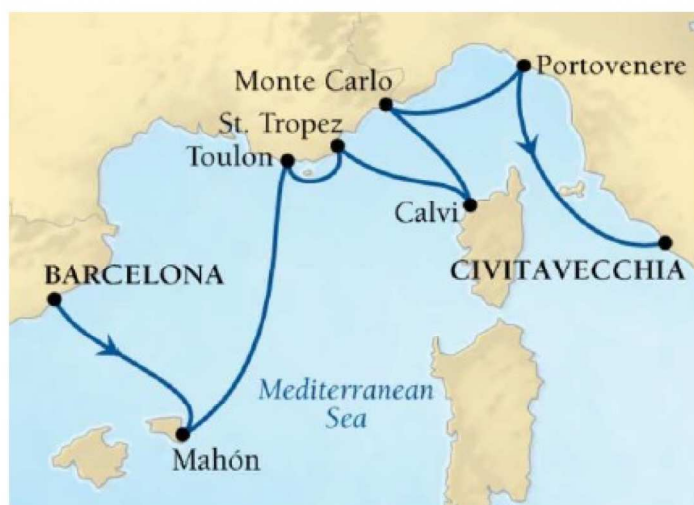 Portovenere
Monte Carlo
St. Tropez
Toulon
Calvi
BARCELONA
CIVITAVECCHIA
Mediterranean
Sea
Mahón